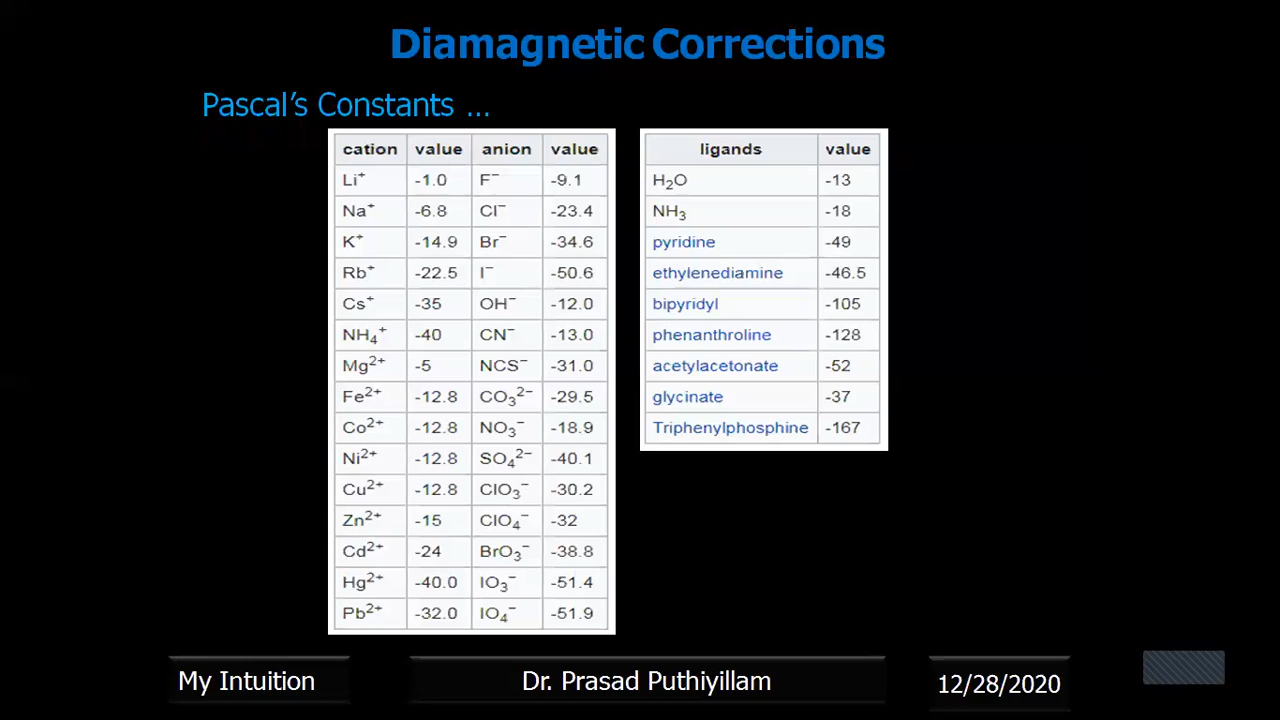 Diamagnetic Corrections
Pascal's Constants ...
cation value anion value
Li⁺ -1.0 F⁻ -9.1
Na⁺ -6.8 Cl⁻ -23.4
K⁺ -14.9 Br⁻ -34.6
Rb⁺ -22.5 I⁻ -50.6
Cs⁺ -35 OH⁻ -12.0
NH₄⁺ -40 CN⁻ -13.0
Mg²⁺ -5 NCS⁻ -31.0
Fe²⁺ -12.8 CO₃²⁻ -29.5
Co²⁺ -12.8 NO₃⁻ -18.9
Ni²⁺ -12.8 SO₄²⁻ -40.1
Cu²⁺ -12.8 ClO₃⁻ -30.2
Zn²⁺ -15 ClO₄⁻ -32
Cd²⁺ -24 BrO₃⁻ -38.8
Hg²⁺ -40.0 IO₃⁻ -51.4
Pb²⁺ -32.0 IO₄⁻ -51.9
ligands value
H₂O -13
NH₃ -18
pyridine -49
ethylenediamine -46.5
bipyridyl -105
phenanthroline -128
acetylacetonate -52
glycinate -37
Triphenylphosphine -167
My Intuition
Dr. Prasad Puthiyillam
12/28/2020